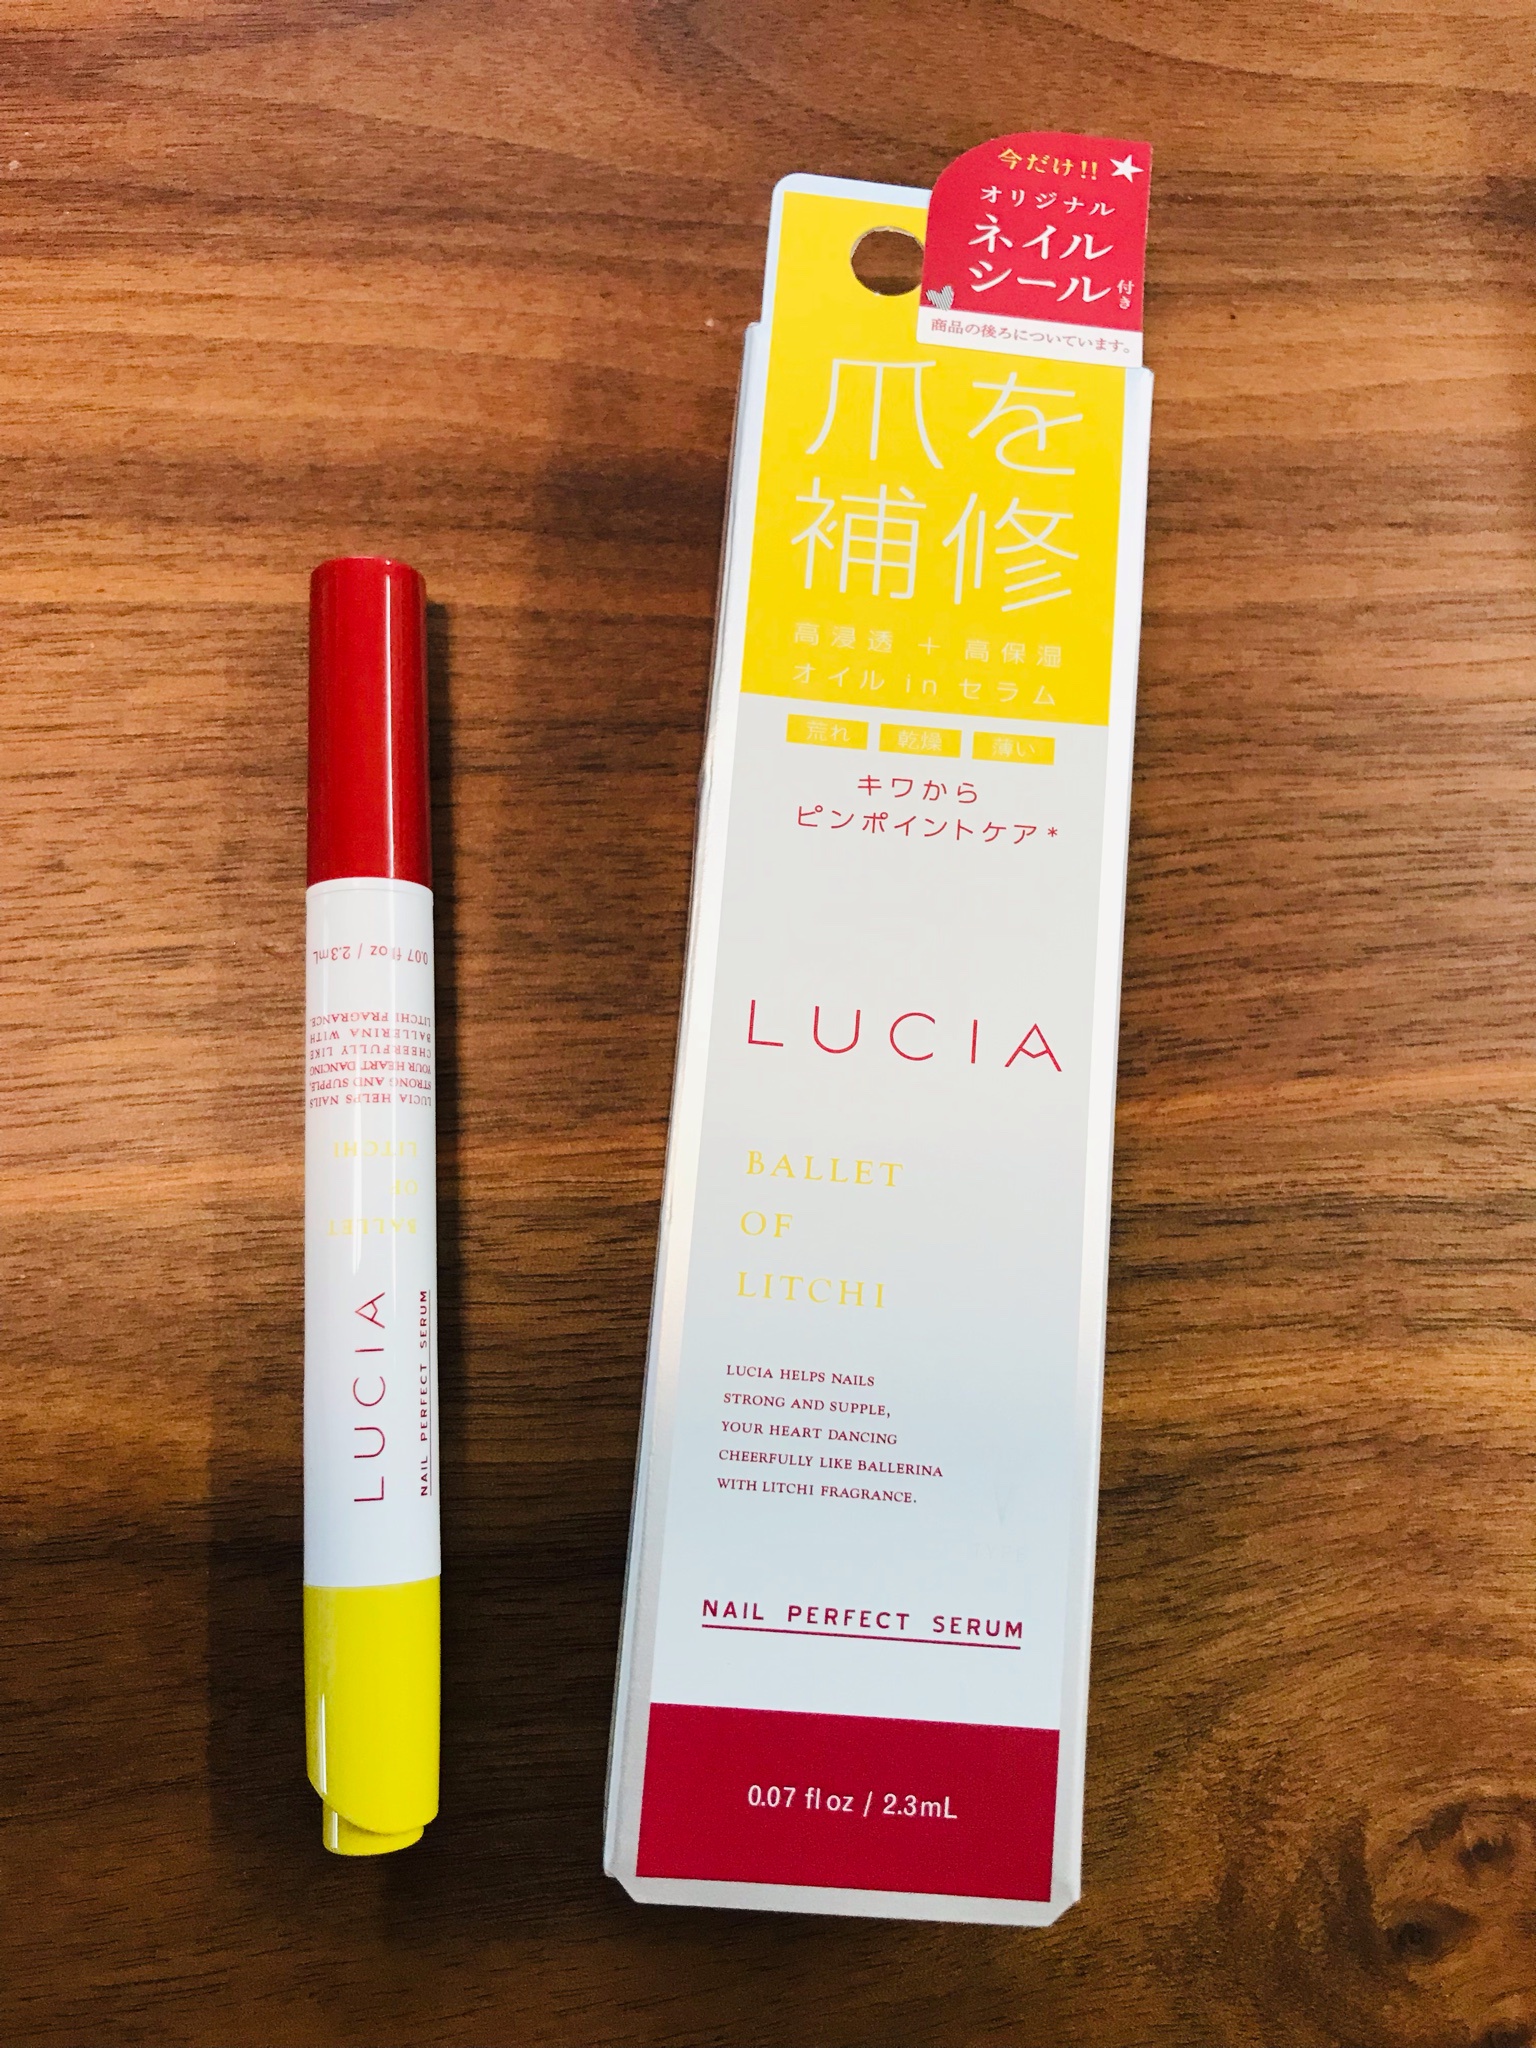 今だけ!!
オリジナル
ネイル
シール付き
商品の後ろについています。
爪を
補修
高浸透＋高保湿
オイルinセラム
荒れ 乾燥 薄い
キワから
ピンポイントケア*
LUCIA
BALLET
OF
LITCHI
LUCIA HELPS NAILS
STRONG AND SUPPLE,
YOUR HEART DANCING
CHEERFULLY LIKE BALLERINA
WITH LITCHI FRAGRANCE.
NAIL PERFECT SERUM
0.07 fl oz / 2.3mL
LUCIA
NAIL PERFECT SERUM
BALLET
OF
LITCHI
LUCIA HELPS NAILS
STRONG AND SUPPLE,
YOUR HEART DANCING
CHEERFULLY LIKE
BALLERINA WITH
LITCHI FRAGRANCE.
0.07 fl oz / 2.3mL